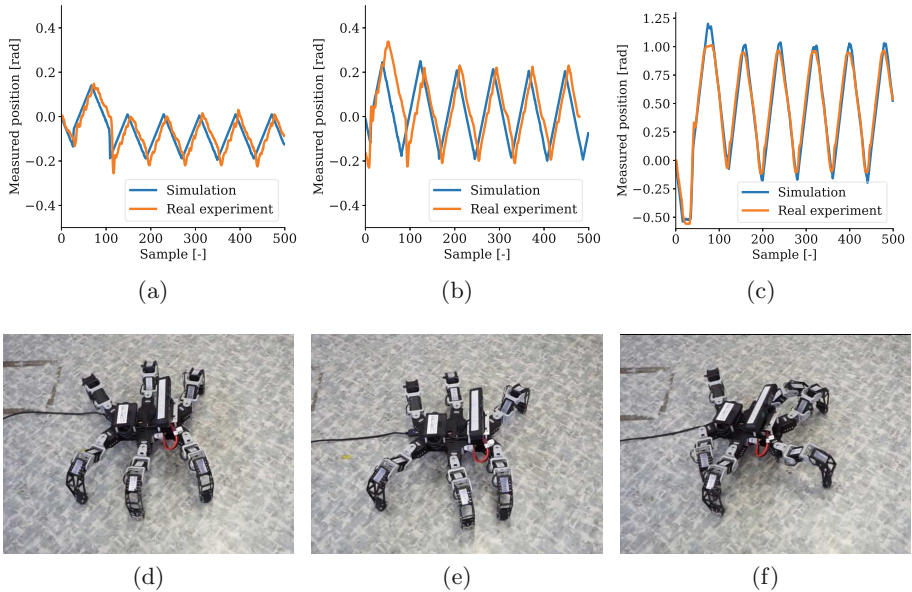 Measured position [rad]
0.4
0.2
0.0
−0.2
−0.4
0 100 200 300 400 500
Sample [-]
Simulation
Real experiment
(a)
Measured position [rad]
0.4
0.2
0.0
−0.2
−0.4
0 100 200 300 400 500
Sample [-]
Simulation
Real experiment
(b)
Measured position [rad]
1.25
1.00
0.75
0.50
0.25
0.00
−0.25
−0.50
0 100 200 300 400 500
Sample [-]
Simulation
Real experiment
(c)
(d) (e) (f)